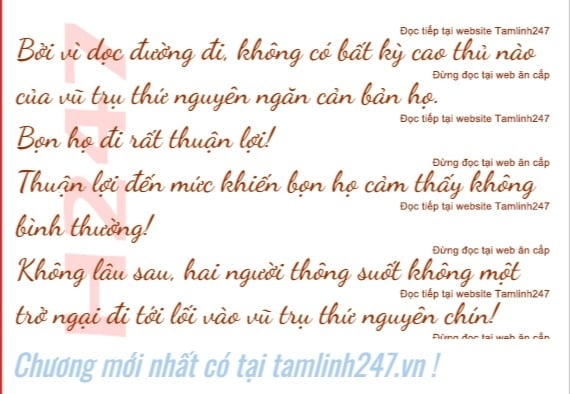 Đọc tiếp tại website Tamlinh247
Bởi vì dọc đường đi, không có bất kỳ cao thủ nào
Đừng đọc tại web ăn cắp
của vũ trụ thứ nguyên ngăn cản bản họ.
Đọc tiếp tại website Tamlinh247
Bọn họ đi rất thuận lợi!
Đừng đọc tại web ăn cắp
Thuận lợi đến mức khiến bọn họ cảm thấy không
Đọc tiếp tại website Tamlinh247
bình thường!
Đừng đọc tại web ăn cắp
Không lâu sau, hai người thông suốt không một
Đọc tiếp tại website Tamlinh247
trở ngại đi tới lối vào vũ trụ thứ nguyên chín!
Đừng đọc tại web ăn cắp
H247
Chương mới nhất có tại tamlinh247.vn !